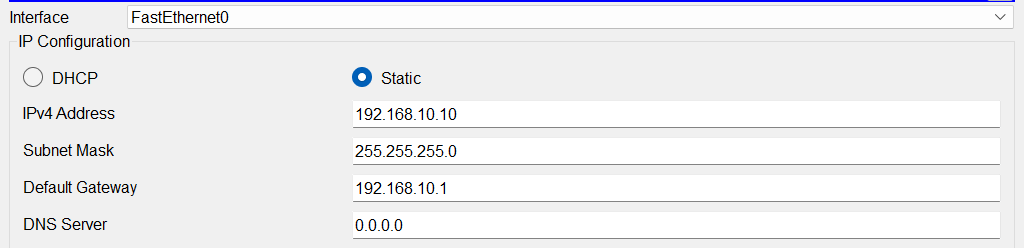 Interface FastEthernet0
IP Configuration
DHCP Static
IPv4 Address 192.168.10.10
Subnet Mask 255.255.255.0
Default Gateway 192.168.10.1
DNS Server 0.0.0.0